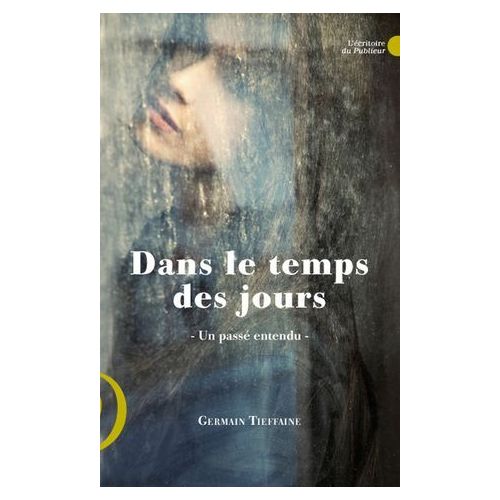 L'écritoire
du Publieur
Dans le temps
des jours
- Un passé entendu -
Germain Tieffaine